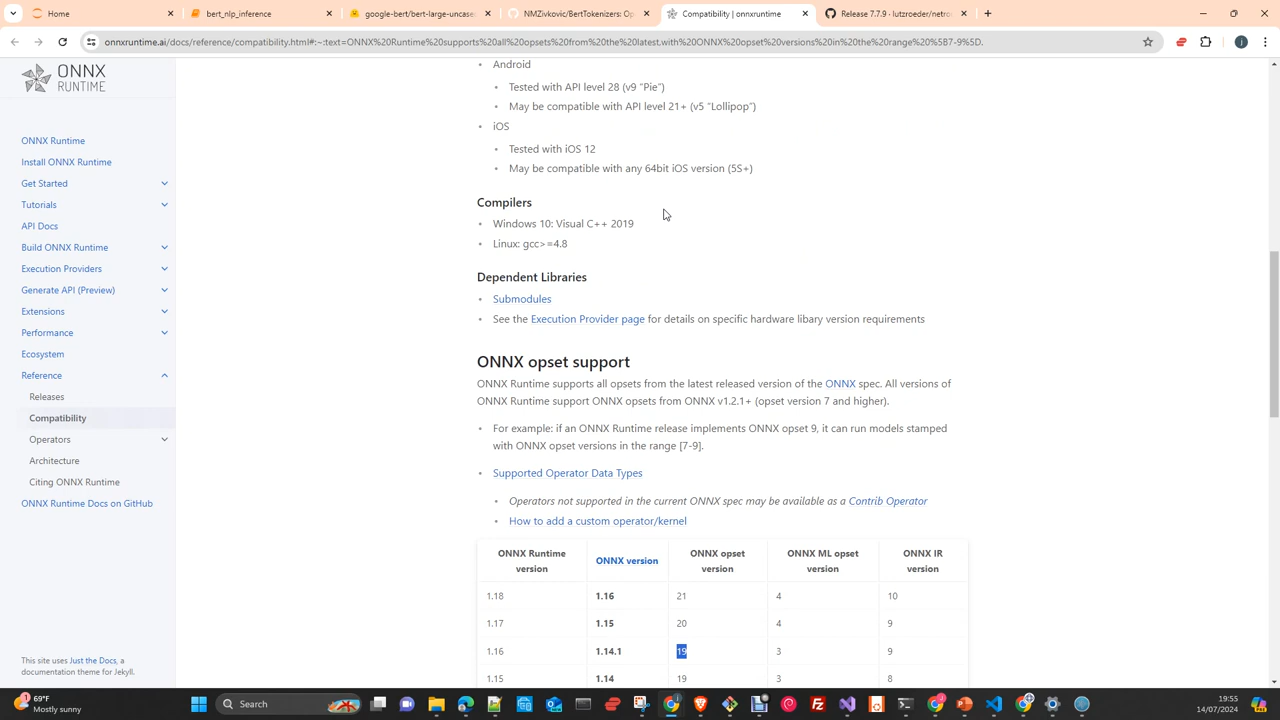 Home
bert_nlp_inference
google-bert/bert-large-uncase
NMZivkovic/BertTokenizers: Op
Compatibility | onnxruntime
Release 7.7.9 · lutzroeder/netro
onnxruntime.ai/docs/reference/compatibility.html#:~:text=ONNX%20Runtime%20supports%20all%20opsets%20from%20the%20latest,with%20ONNX%20opset%20versions%20in%20the%20range%20%5B7-9%5D.
ONNX
RUNTIME
ONNX Runtime
Install ONNX Runtime
Get Started
Tutorials
API Docs
Build ONNX Runtime
Execution Providers
Generate API (Preview)
Extensions
Performance
Ecosystem
Reference
Releases
Compatibility
Operators
Architecture
Citing ONNX Runtime
ONNX Runtime Docs on GitHub
This site uses Just the Docs, a
documentation theme for Jekyll.
Android
Tested with API level 28 (v9 "Pie")
May be compatible with API level 21+ (v5 "Lollipop")
iOS
Tested with iOS 12
May be compatible with any 64bit iOS version (5S+)
Compilers
Windows 10: Visual C++ 2019
Linux: gcc>=4.8
Dependent Libraries
Submodules
See the Execution Provider page for details on specific hardware libary version requirements
ONNX opset support
ONNX Runtime supports all opsets from the latest released version of the ONNX spec. All versions of
ONNX Runtime support ONNX opsets from ONNX v1.2.1+ (opset version 7 and higher).
For example: if an ONNX Runtime release implements ONNX opset 9, it can run models stamped
with ONNX opset versions in the range [7-9].
Supported Operator Data Types
Operators not supported in the current ONNX spec may be available as a Contrib Operator
How to add a custom operator/kernel
ONNX Runtime version ONNX version ONNX opset version ONNX ML opset version ONNX IR version
1.18 1.16 21 4 10
1.17 1.15 20 4 9
1.16 1.14.1 19 3 9
1.15 1.14 19 3 8
69°F
Mostly sunny
Search
19:55
14/07/2024